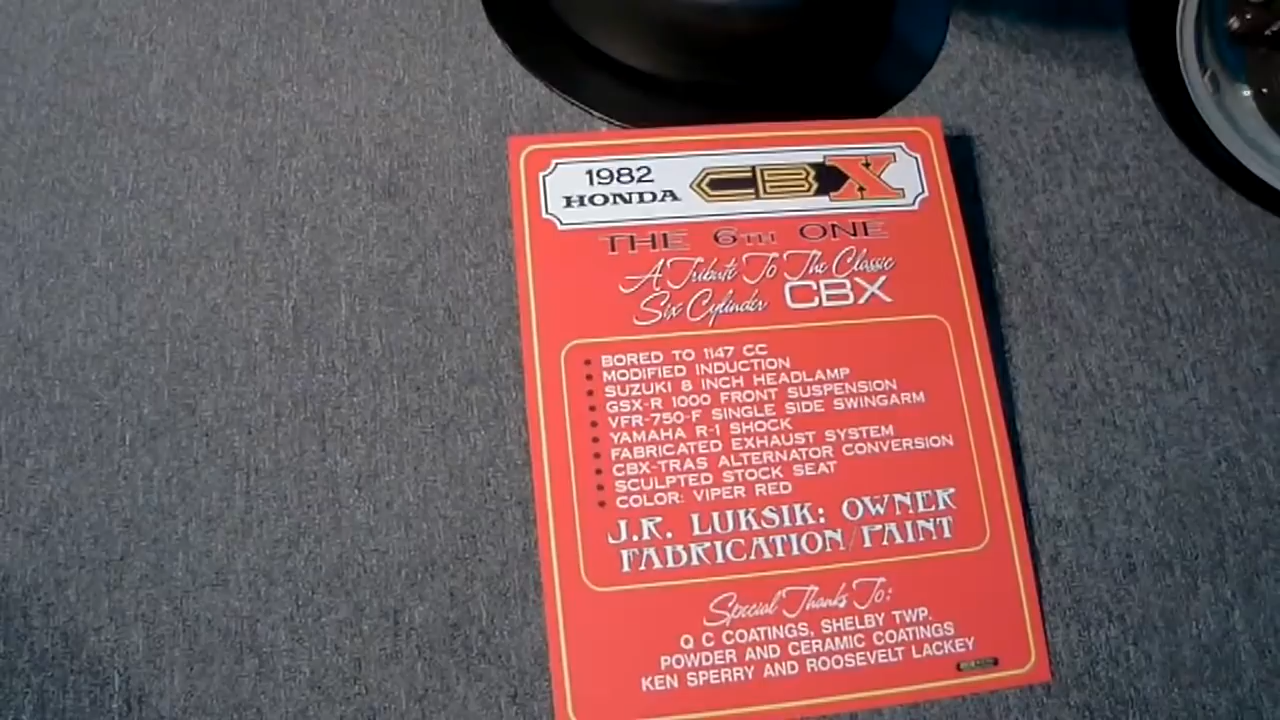 1982
HONDA
CBX
THE 6TH ONE
A Tribute To The Classic
Six Cylinder CBX
• BORED TO 1147 CC
• MODIFIED INDUCTION
• SUZUKI 8 INCH HEADLAMP
• GSX-R 1000 FRONT SUSPENSION
• VFR-750-F SINGLE SIDE SWINGARM
• YAMAHA R-1 SHOCK
• FABRICATED EXHAUST SYSTEM
• CBX-TRAS ALTERNATOR CONVERSION
• SCULPTED STOCK SEAT
• COLOR: VIPER RED
J.R. LUKSIK: OWNER
FABRICATION/PAINT
Special Thanks To:
Q C COATINGS, SHELBY TWP.
POWDER AND CERAMIC COATINGS
KEN SPERRY AND ROOSEVELT LACKEY